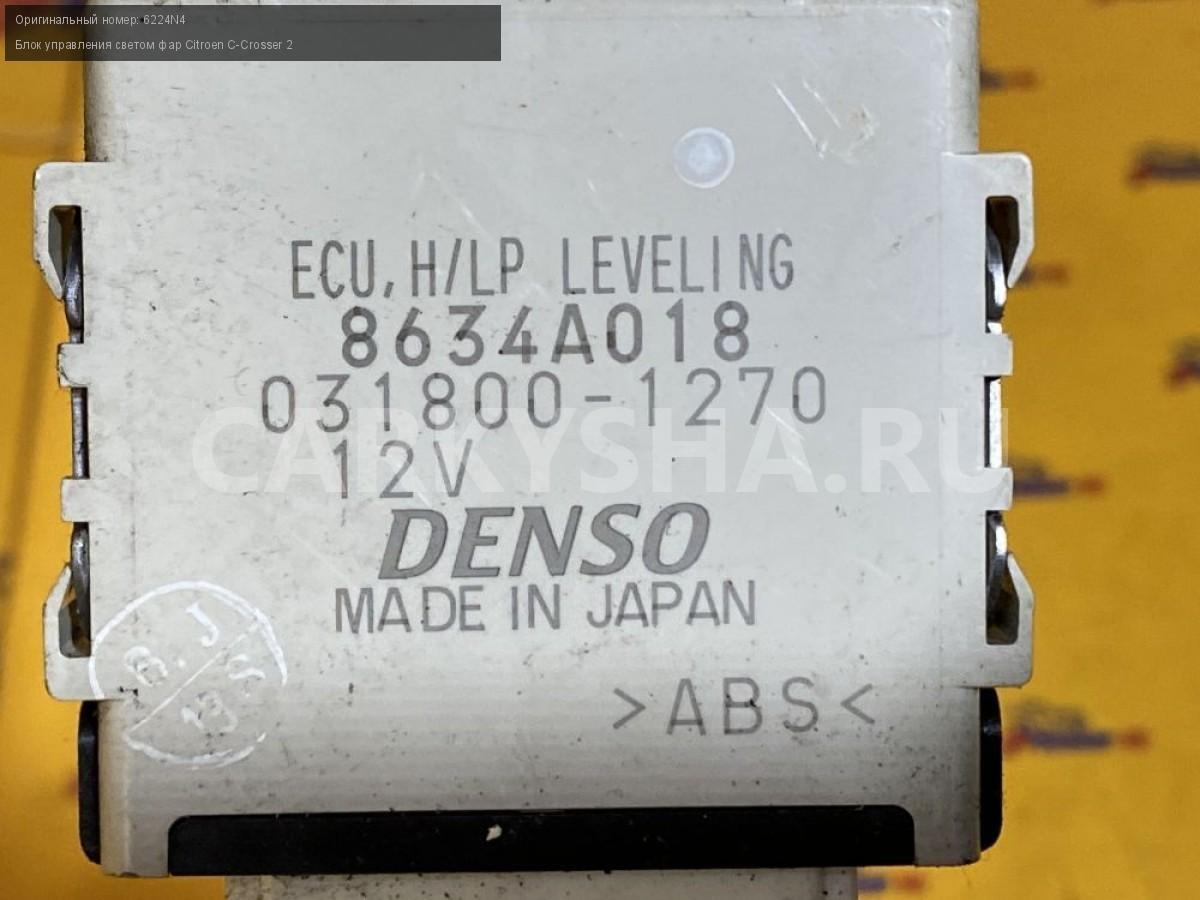 Оригинальный номер: 6224N4
Блок управления светом фар Citroen C-Crosser 2
ECU, H/LP LEVELING
8634A018
031800-1270
CARKYSHA.RU
12V
DENSO
MADE IN JAPAN
>ABS<